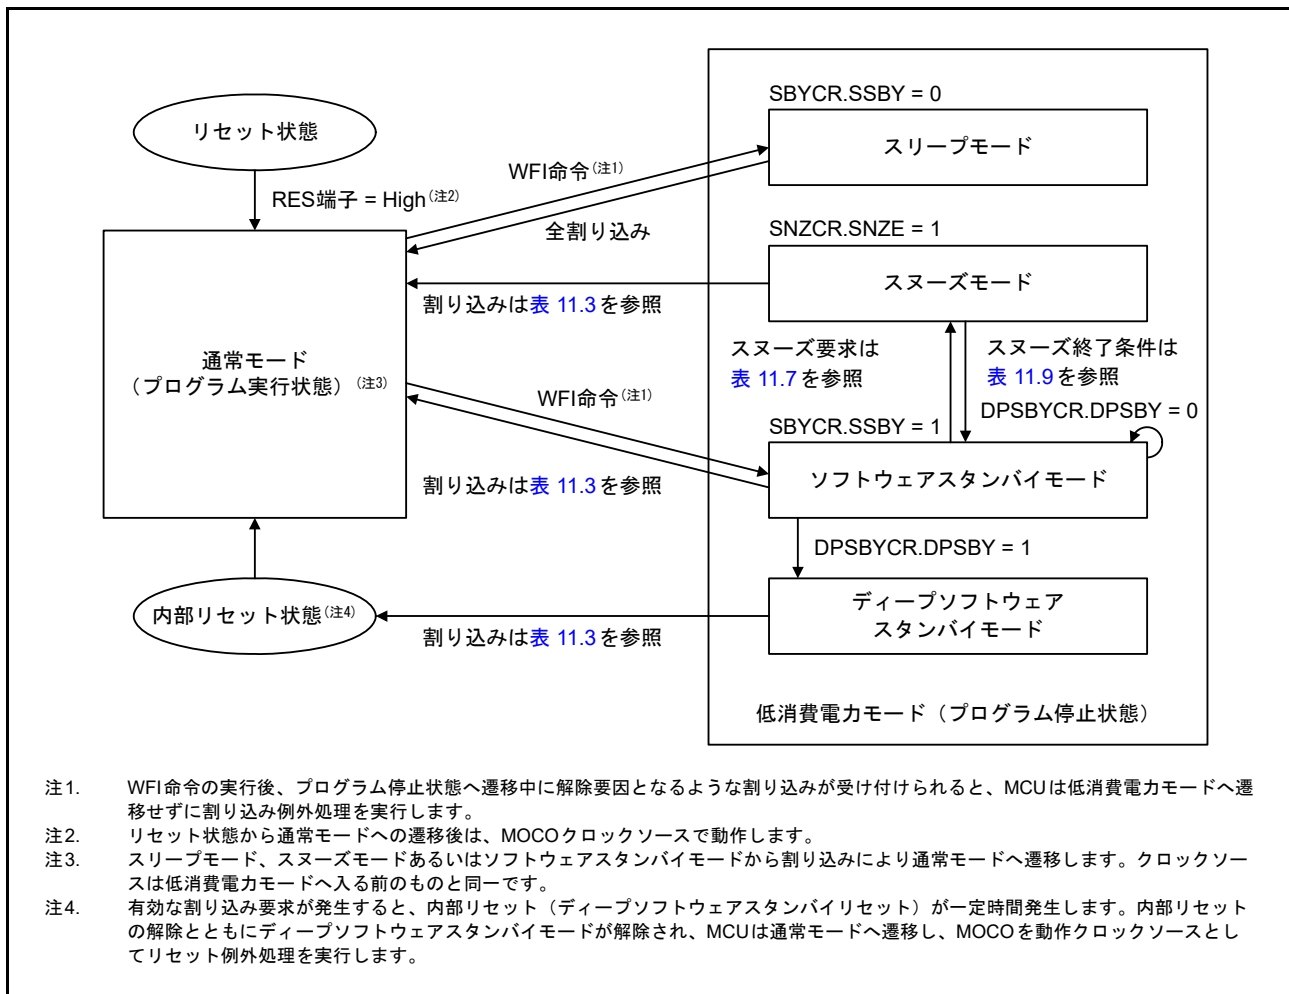 リセット状態
RES端子 = High(注2)
SBYCR.SSBY = 0
スリープモード
WFI命令(注1)
全割り込み
SNZCR.SNZE = 1
スヌーズモード
割り込みは表 11.3を参照
通常モード
(プログラム実行状態)(注3)
スヌーズ要求は
表 11.7を参照
スヌーズ終了条件は
表 11.9を参照
DPSBYCR.DPSBY = 0
WFI命令(注1)
SBYCR.SSBY = 1
ソフトウェアスタンバイモード
割り込みは表 11.3を参照
DPSBYCR.DPSBY = 1
ディープソフトウェア
スタンバイモード
内部リセット状態(注4)
割り込みは表 11.3を参照
低消費電力モード(プログラム停止状態)
注1. WFI命令の実行後、プログラム停止状態へ遷移中に解除要因となるような割り込みが受け付けられると、MCUは低消費電力モードへ遷
移せずに割り込み例外処理を実行します。
注2. リセット状態から通常モードへの遷移後は、MOCOクロックソースで動作します。
注3. スリープモード、スヌーズモードあるいはソフトウェアスタンバイモードから割り込みにより通常モードへ遷移します。クロックソー
スは低消費電力モードへ入る前のものと同一です。
注4. 有効な割り込み要求が発生すると、内部リセット(ディープソフトウェアスタンバイリセット)が一定時間発生します。内部リセット
の解除とともにディープソフトウェアスタンバイモードが解除され、MCUは通常モードへ遷移し、MOCOを動作クロックソースとし
てリセット例外処理を実行します。